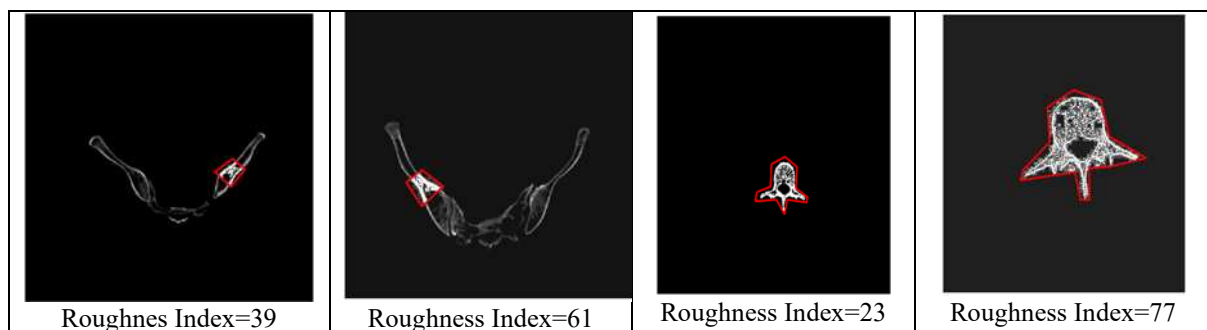 Roughnes Index=39
Roughness Index=61
Roughness Index=23
Roughness Index=77